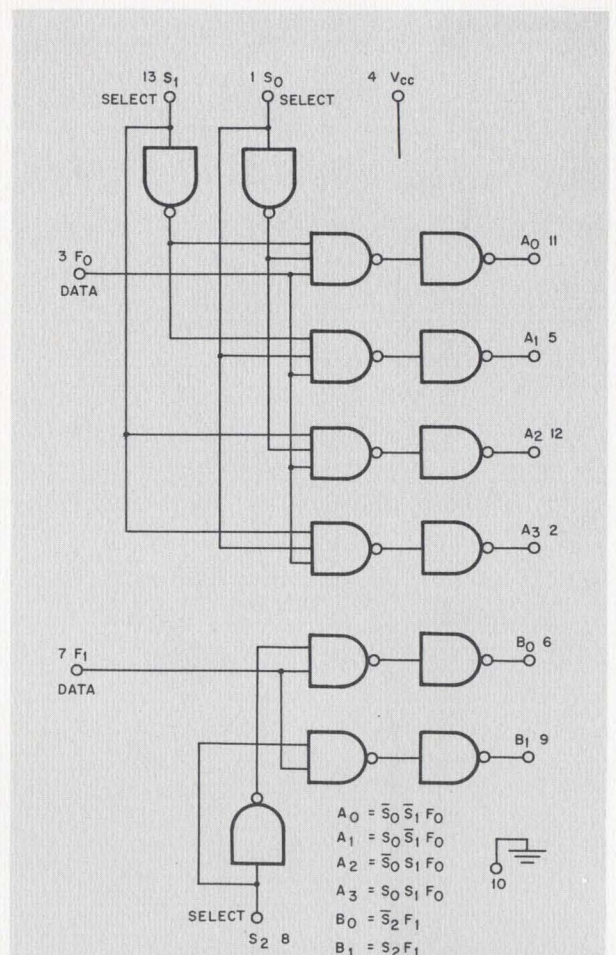 13 S₁
SELECT
1 S₀
SELECT
4 Vcc
3 F₀
DATA
A₀ 11
A₁ 5
A₂ 12
A₃ 2
7 F₁
DATA
B₀ 6
B₁ 9
A₀ = S̅₀ S̅₁ F₀
A₁ = S₀ S̅₁ F₀
A₂ = S̅₀ S₁ F₀
A₃ = S₀ S₁ F₀
B₀ = S̅₂ F₁
B₁ = S₂ F₁
10
SELECT
S₂ 8